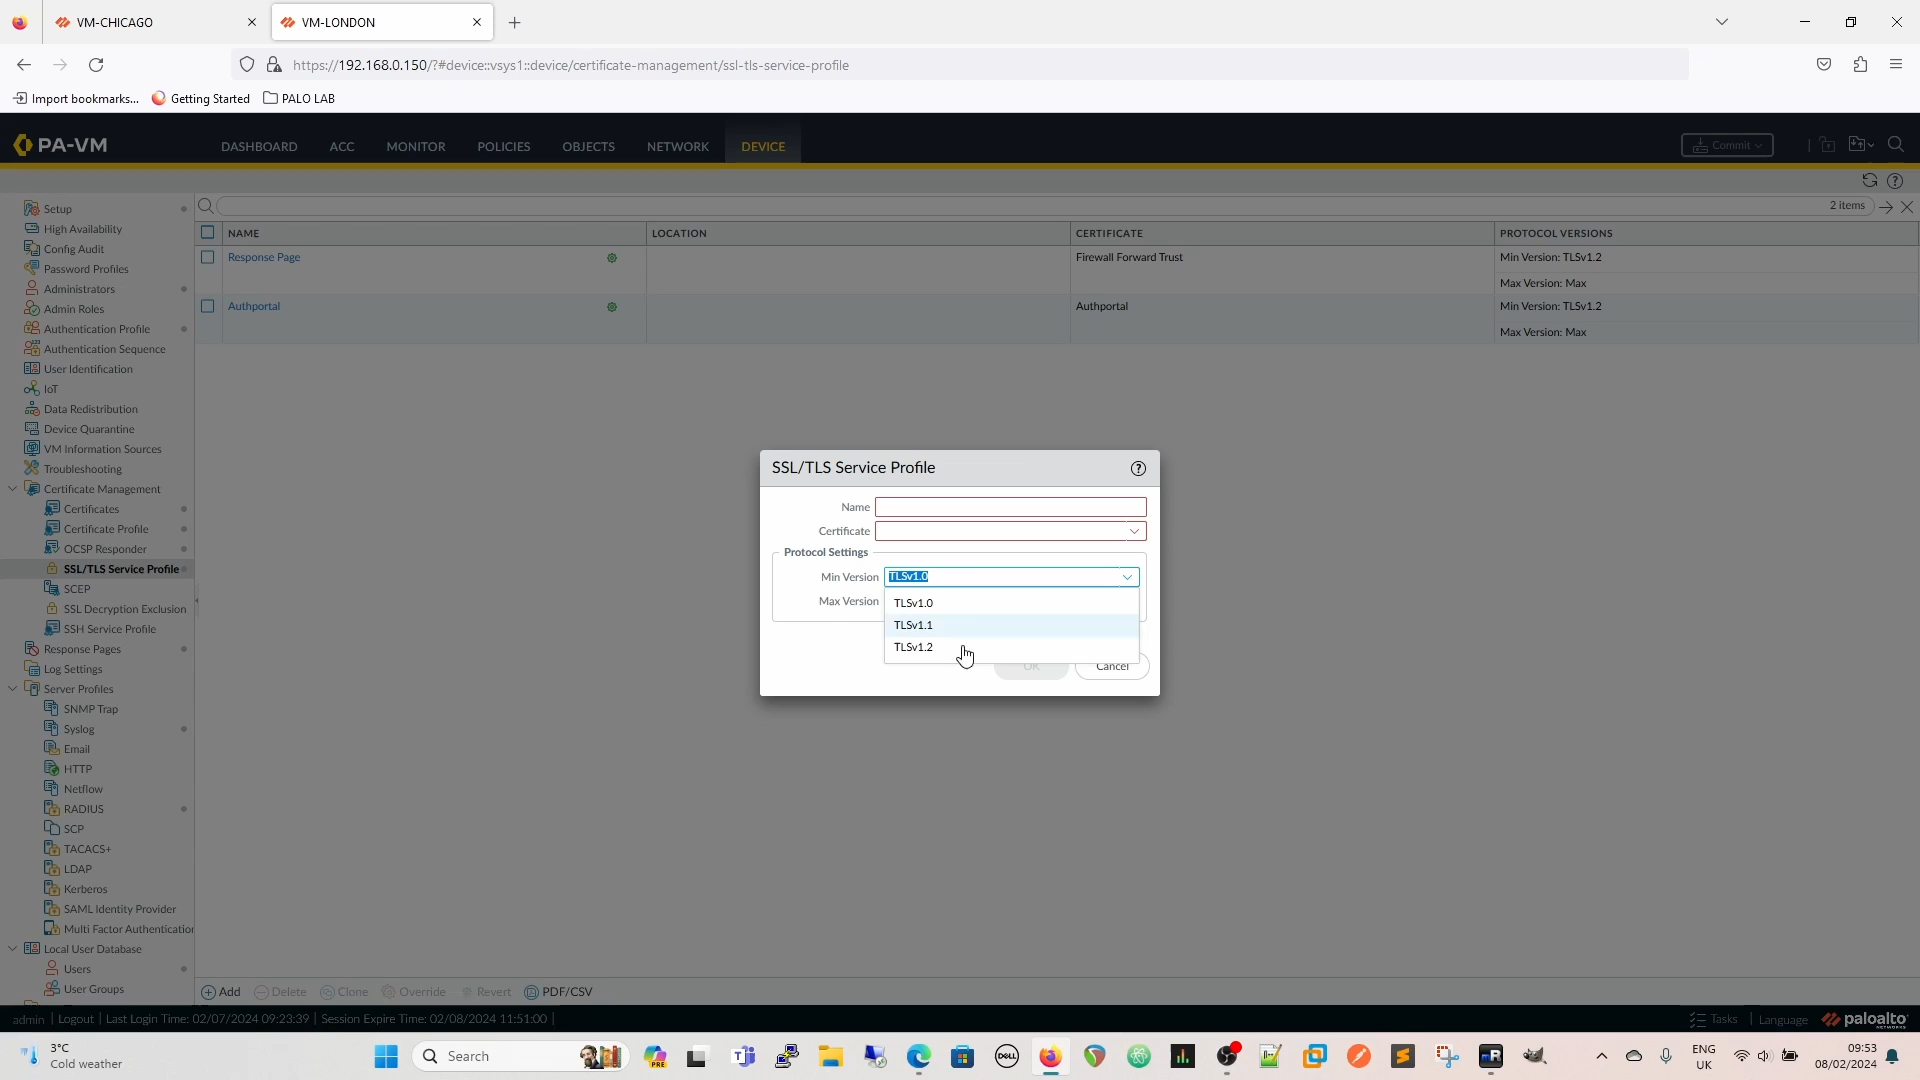 VM-CHICAGO
VM-LONDON
https://192.168.0.150/?#device::vsys1::device/certificate-management/ssl-tls-service-profile
Import bookmarks...
Getting Started
PALO LAB
PA-VM
DASHBOARD
ACC
MONITOR
POLICIES
OBJECTS
NETWORK
DEVICE
Commit
2 items
NAME
LOCATION
CERTIFICATE
PROTOCOL VERSIONS
Response Page
Firewall Forward Trust
Min Version: TLSv1.2
Max Version: Max
Authportal
Authportal
Min Version: TLSv1.2
Max Version: Max
Setup
High Availability
Config Audit
Password Profiles
Administrators
Admin Roles
Authentication Profile
Authentication Sequence
User Identification
IoT
Data Redistribution
Device Quarantine
VM Information Sources
Troubleshooting
Certificate Management
Certificates
Certificate Profile
OCSP Responder
SSL/TLS Service Profile
SCEP
SSL Decryption Exclusion
SSH Service Profile
Response Pages
Log Settings
Server Profiles
SNMP Trap
Syslog
Email
HTTP
Netflow
RADIUS
SCP
TACACS+
LDAP
Kerberos
SAML Identity Provider
Multi Factor Authentication
Local User Database
Users
User Groups
SSL/TLS Service Profile
Name
Certificate
Protocol Settings
Min Version
TLSv1.0
Max Version
TLSv1.0
TLSv1.1
TLSv1.2
OK
Cancel
Add
Delete
Clone
Override
Revert
PDF/CSV
admin | Logout | Last Login Time: 02/07/2024 09:23:39 | Session Expire Time: 02/08/2024 11:51:00 |
Tasks | Language
paloalto
NETWORKS
3°C
Cold weather
Search
PRE
DELL
ENG
UK
09:53
08/02/2024